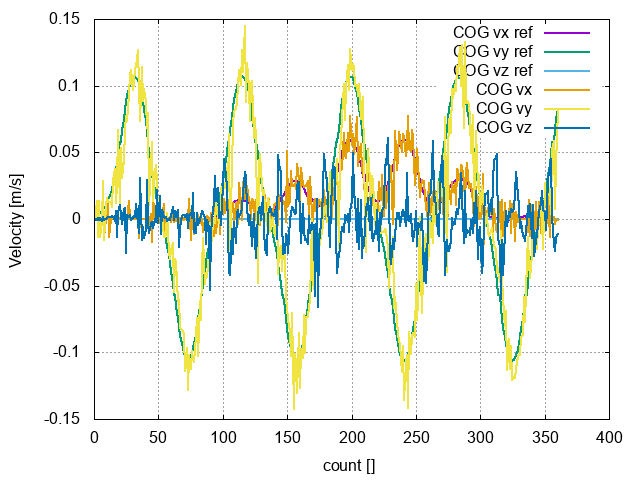 0.15
COG vx ref
COG vy ref
0.1
COG vz ref
COG vx
COG vy
COG vz
0.05
Velocity [m/s]
0
-0.05
-0.1
-0.15
0 50 100 150 200 250 300 350 400
count []